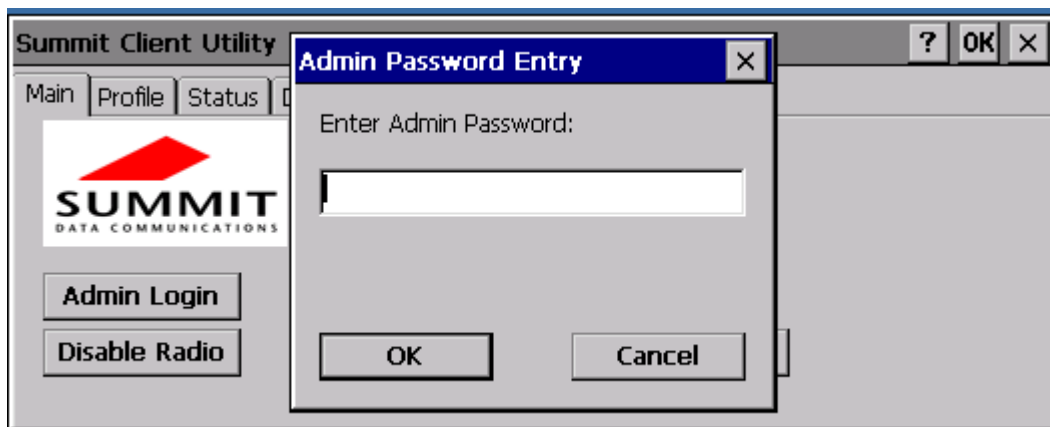 Summit Client Utility
? OK ×
Admin Password Entry ×
Main Profile Status
Enter Admin Password:
SUMMIT
DATA COMMUNICATIONS
Admin Login
Disable Radio
OK Cancel